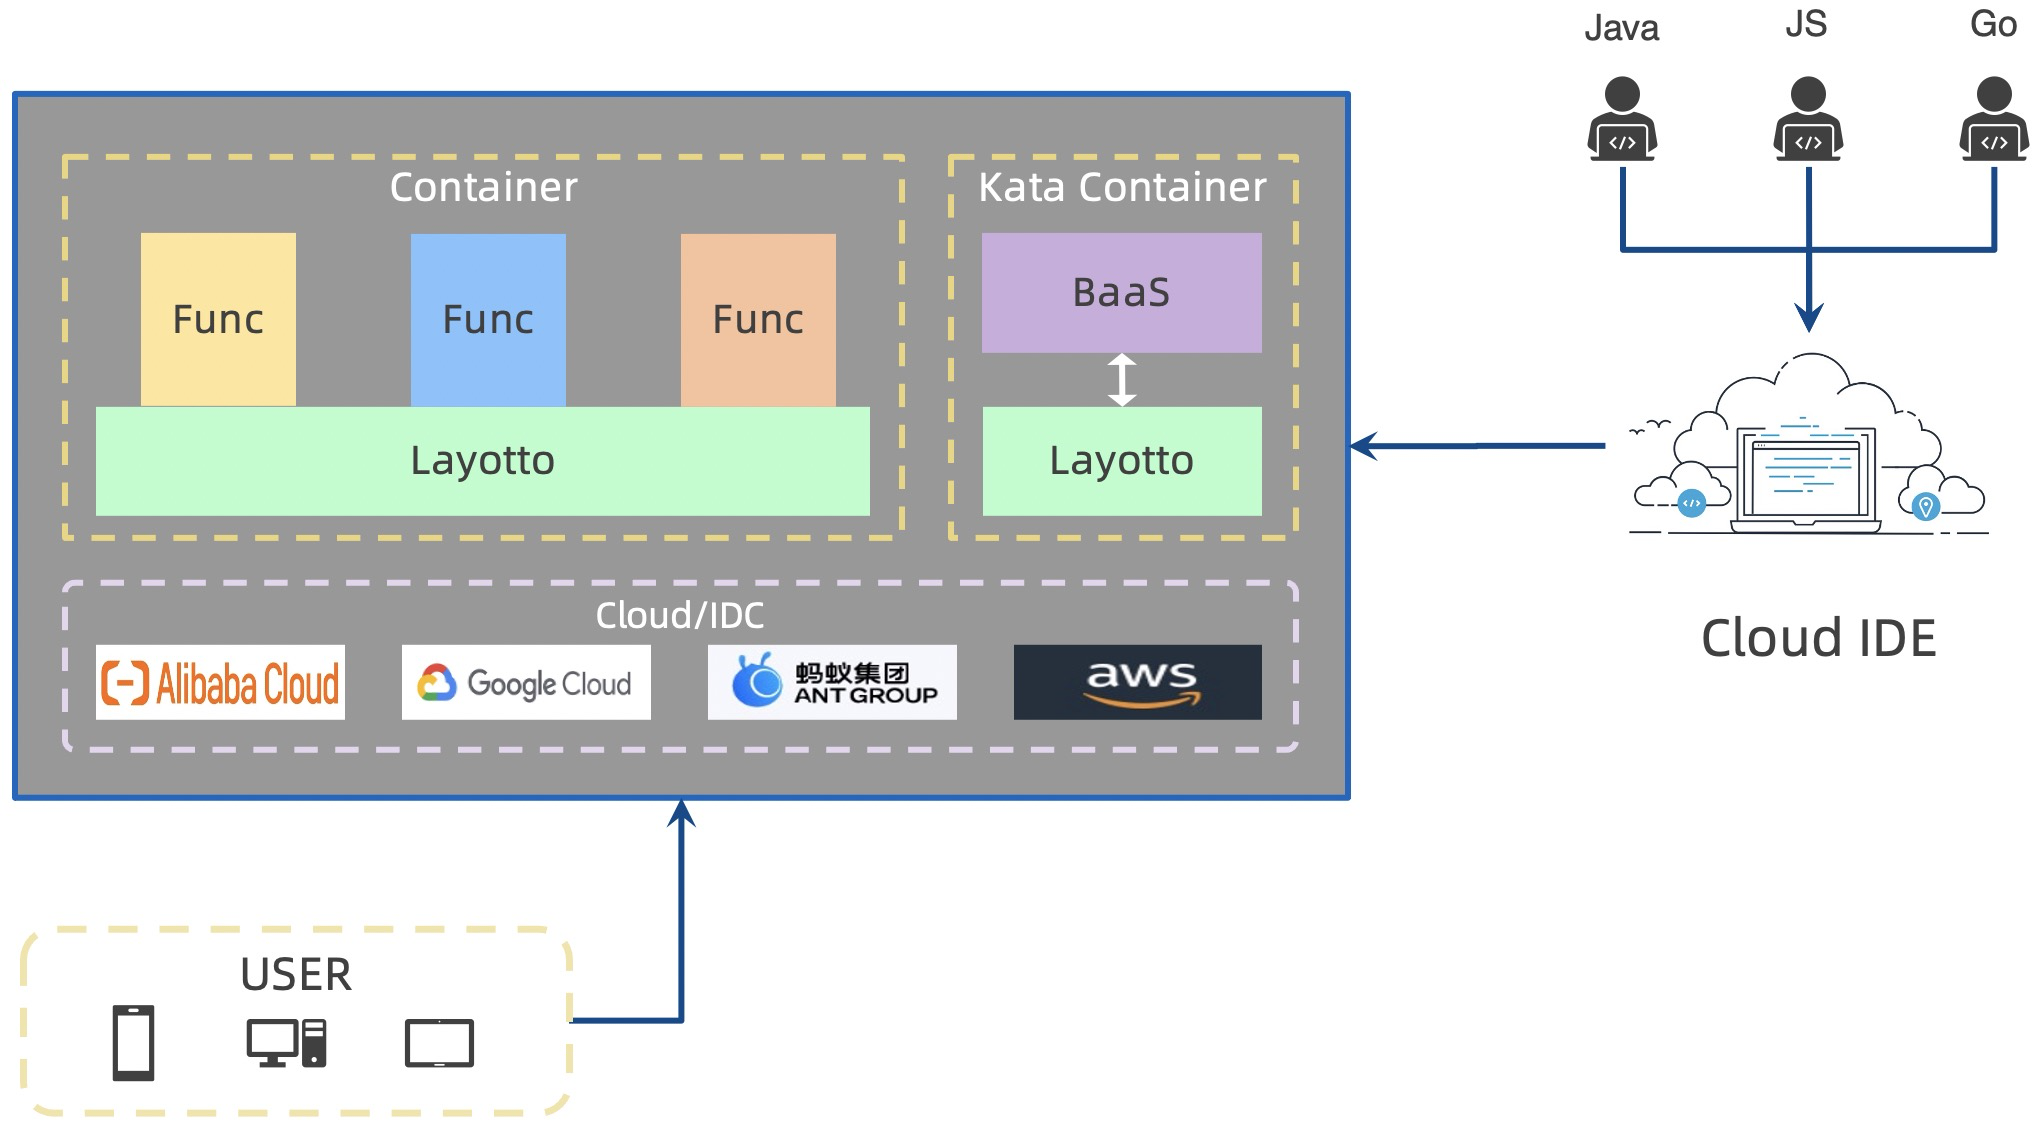 Java
JS
Go
Container
Kata Container
Func
Func
Func
BaaS
Layotto
Layotto
Cloud/IDC
Alibaba Cloud
Google Cloud
蚂蚁集团
ANT GROUP
aws
Cloud IDE
USER